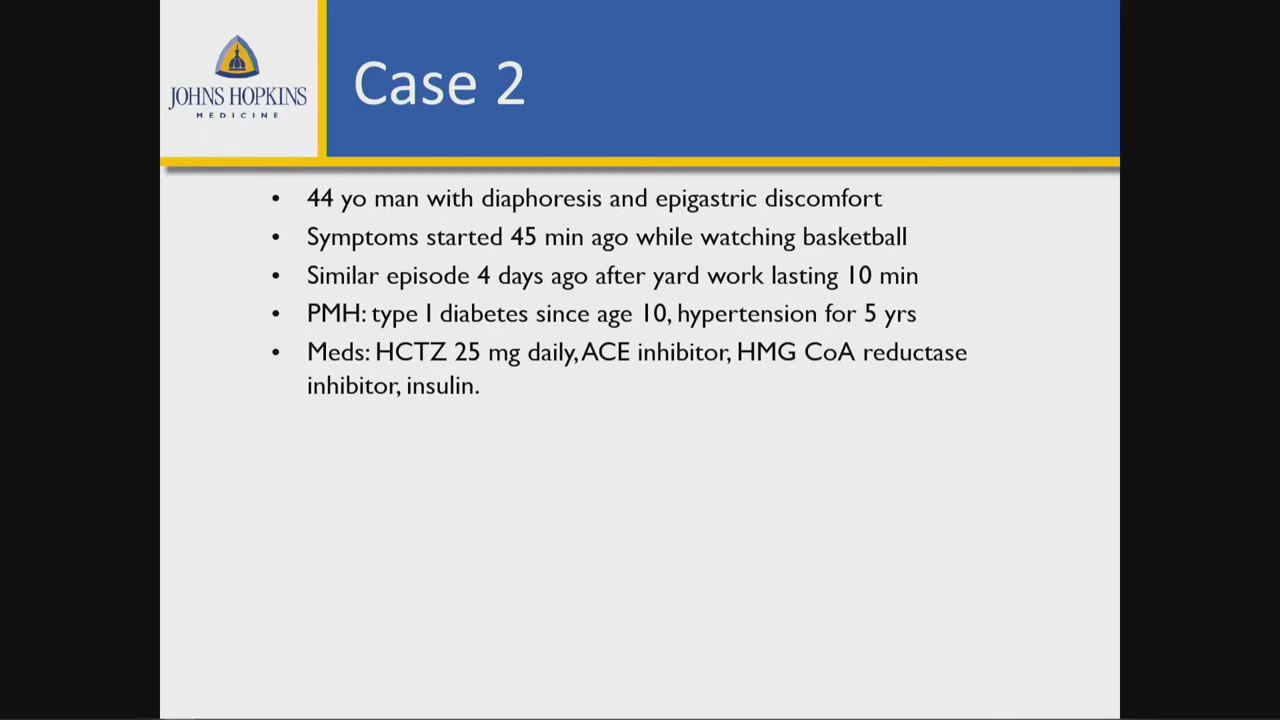 JOHNS HOPKINS
MEDICINE
Case 2
• 44 yo man with diaphoresis and epigastric discomfort
• Symptoms started 45 min ago while watching basketball
• Similar episode 4 days ago after yard work lasting 10 min
• PMH: type I diabetes since age 10, hypertension for 5 yrs
• Meds: HCTZ 25 mg daily, ACE inhibitor, HMG CoA reductase
inhibitor, insulin.